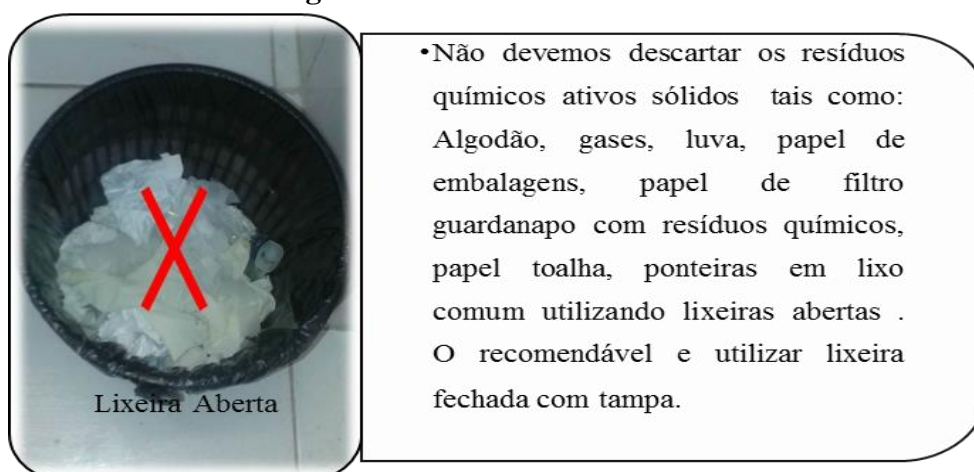 Lixeira Aberta
•Não devemos descartar os resíduos
químicos ativos sólidos tais como:
Algodão, gases, luva, papel de
embalagens, papel de filtro
guardanapo com resíduos químicos,
papel toalha, ponteiras em lixo
comum utilizando lixeiras abertas .
O recomendável e utilizar lixeira
fechada com tampa.